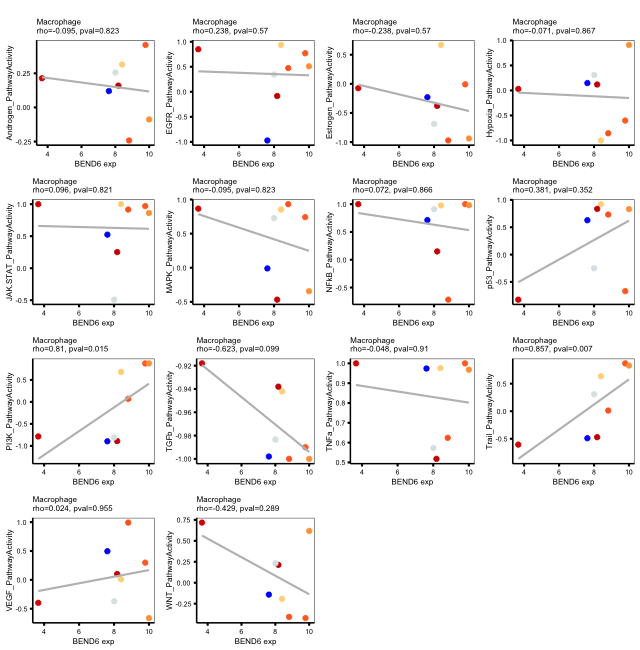 Macrophage
rho=-0.095, pval=0.823
Androgen_PathwayActivity
0.25
0.00
-0.25
4
6
8
10
BEND6 exp
Macrophage
rho=0.238, pval=0.57
EGFR_PathwayActivity
1.0
0.5
0.0
-0.5
-1.0
4
6
8
10
BEND6 exp
Macrophage
rho=-0.238, pval=0.57
Estrogen_PathwayActivity
0.5
0.0
-0.5
-1.0
4
6
8
10
BEND6 exp
Macrophage
rho=-0.071, pval=0.867
Hypoxia_PathwayActivity
1.0
0.5
0.0
-0.5
-1.0
4
6
8
10
BEND6 exp
Macrophage
rho=0.096, pval=0.821
JAK.STAT_PathwayActivity
1.0
0.5
0.0
-0.5
4
6
8
10
BEND6 exp
Macrophage
rho=-0.095, pval=0.823
MAPK_PathwayActivity
1.0
0.5
0.0
-0.5
4
6
8
10
BEND6 exp
Macrophage
rho=0.072, pval=0.866
NFkB_PathwayActivity
1.0
0.5
0.0
-0.5
4
6
8
10
BEND6 exp
Macrophage
rho=0.381, pval=0.352
p53_PathwayActivity
0.5
0.0
-0.5
4
6
8
10
BEND6 exp
Macrophage
rho=0.81, pval=0.015
PI3K_PathwayActivity
0.5
0.0
-0.5
-1.0
4
6
8
10
BEND6 exp
Macrophage
rho=-0.623, pval=0.099
TGFb_PathwayActivity
-0.92
-0.94
-0.96
-0.98
-1.00
4
6
8
10
BEND6 exp
Macrophage
rho=-0.048, pval=0.91
TNFa_PathwayActivity
1.0
0.9
0.8
0.7
0.6
0.5
4
6
8
10
BEND6 exp
Macrophage
rho=0.857, pval=0.007
Trail_PathwayActivity
0.5
0.0
-0.5
4
6
8
10
BEND6 exp
Macrophage
rho=0.024, pval=0.955
VEGF_PathwayActivity
1.0
0.5
0.0
-0.5
4
6
8
10
BEND6 exp
Macrophage
rho=-0.429, pval=0.289
WNT_PathwayActivity
0.75
0.50
0.25
0.00
-0.25
4
6
8
10
BEND6 exp